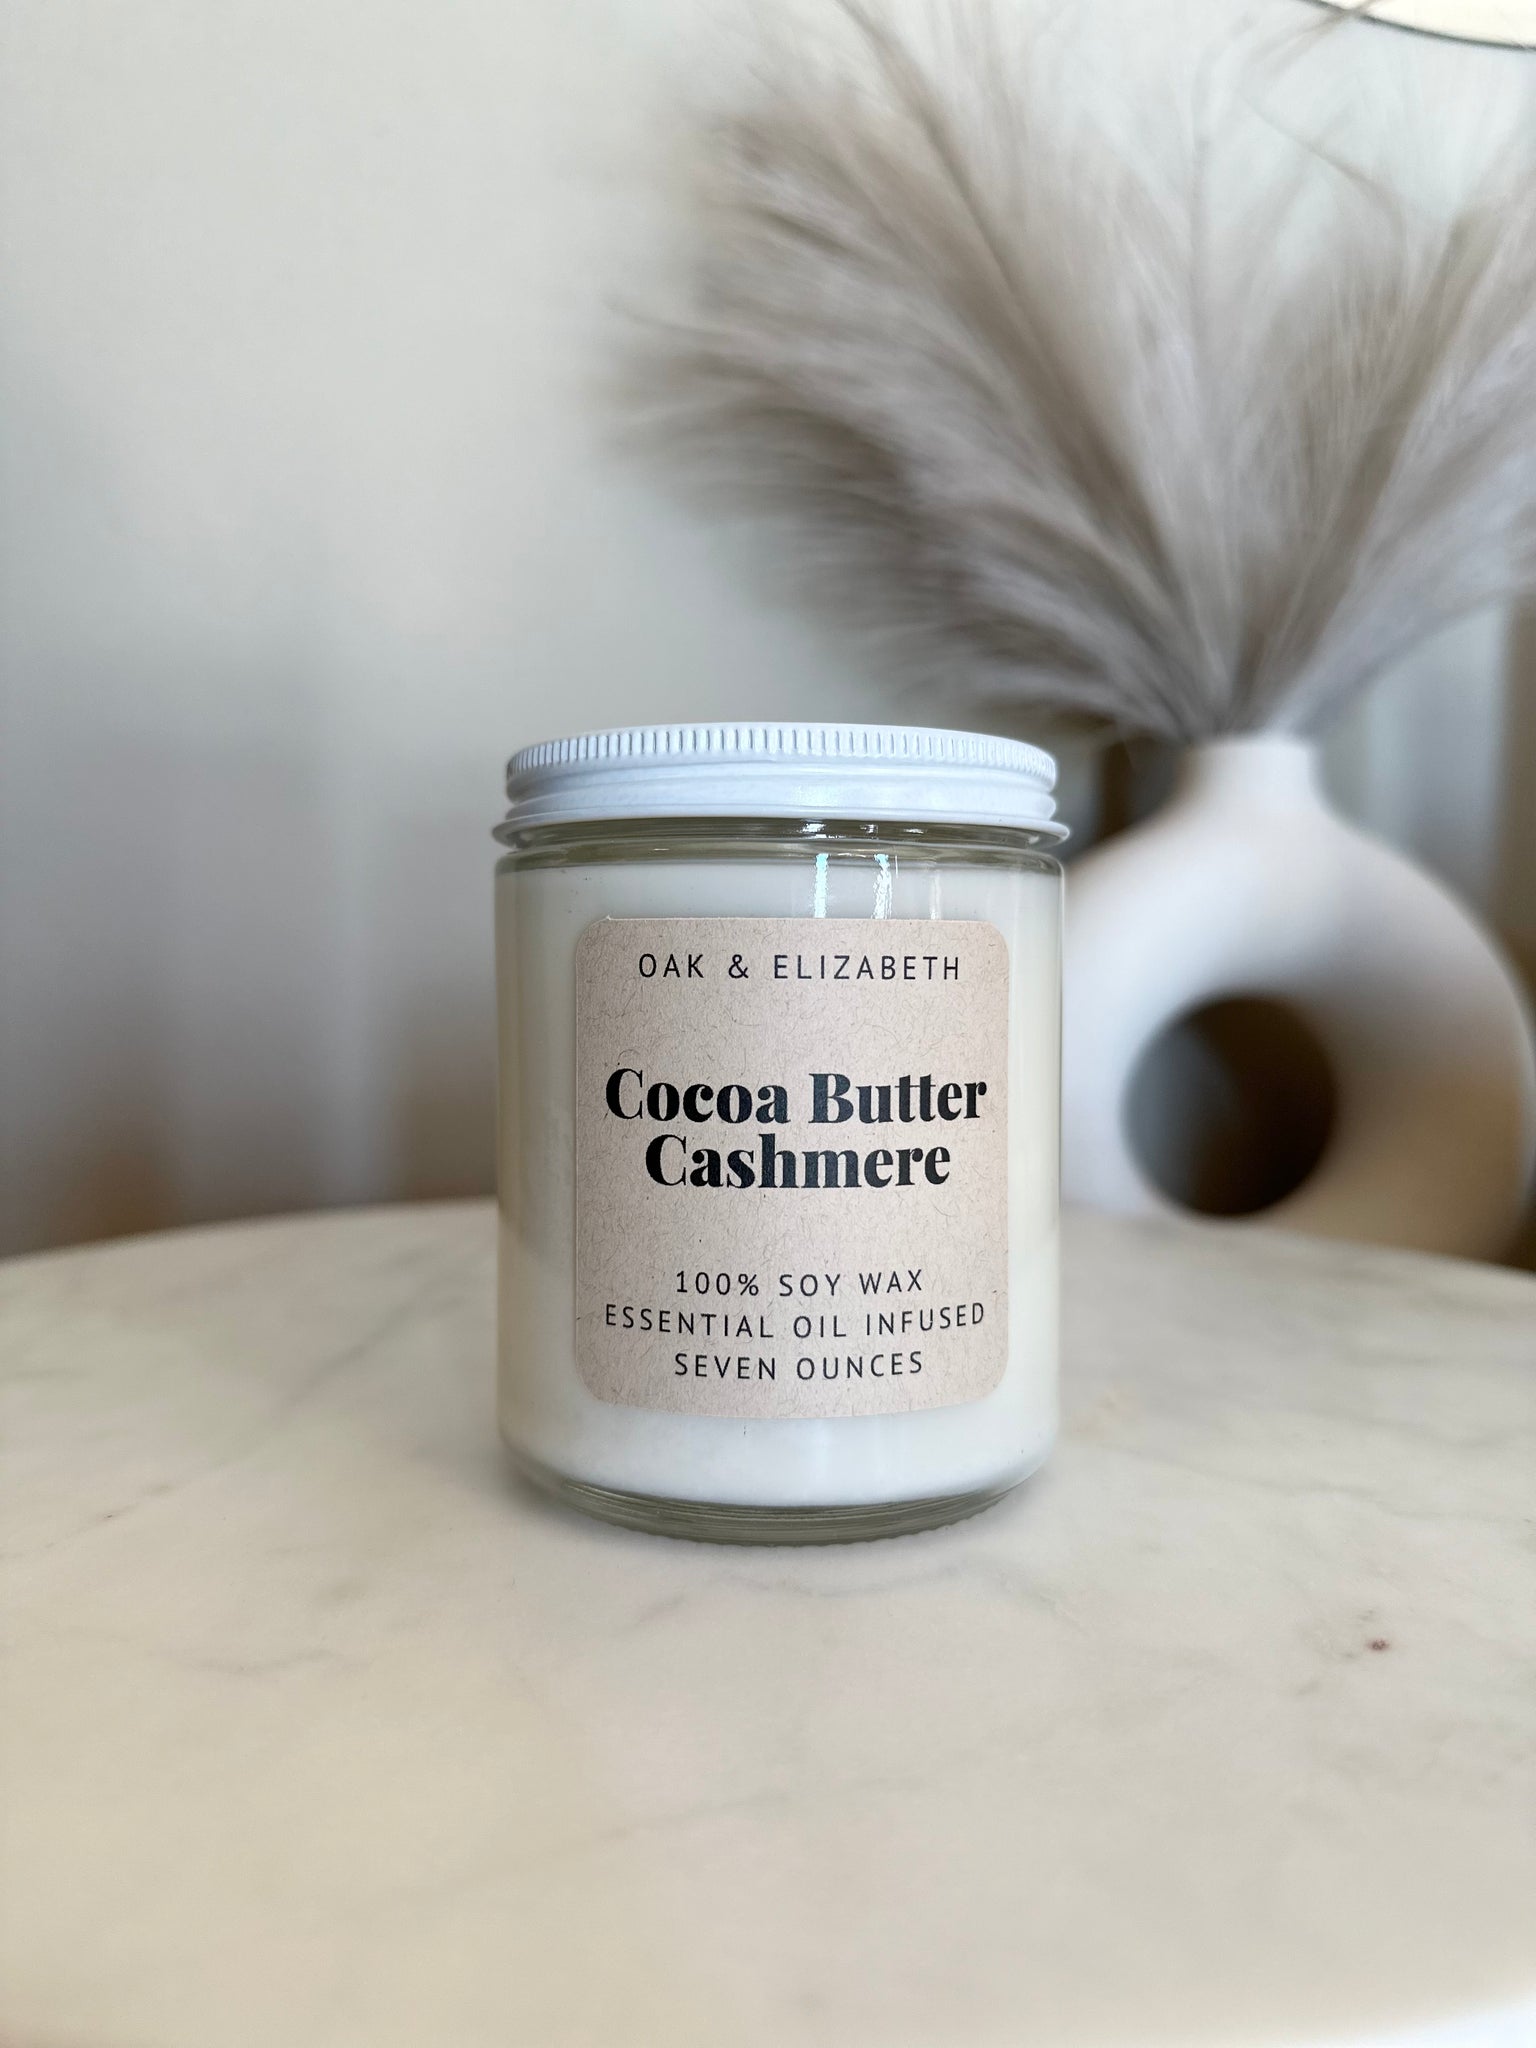 OAK & ELIZABETH
Cocoa Butter
Cashmere
100% SOY WAX
ESSENTIAL OIL INFUSED
SEVEN OUNCES